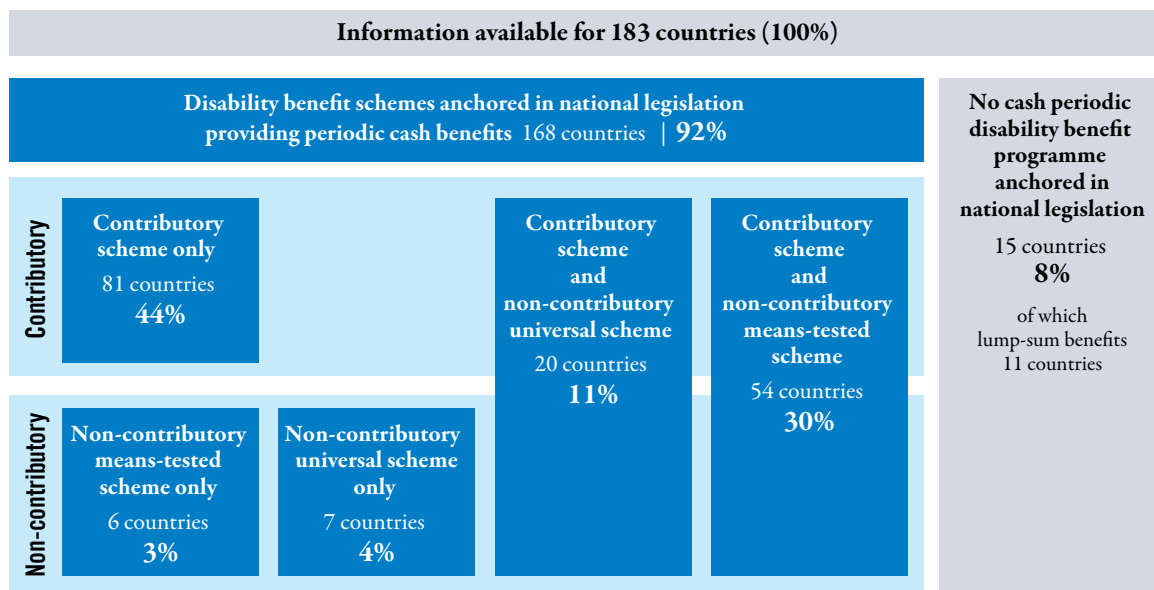 Information available for 183 countries (100%)
Disability benefit schemes anchored in national legislation
providing periodic cash benefits 168 countries | 92%
No cash periodic
disability benefit
programme
anchored in
national legislation
15 countries
8%
of which
lump-sum benefits
11 countries
Contributory
Contributory
scheme only
81 countries
44%
Contributory
scheme
and
non-contributory
universal scheme
20 countries
11%
Contributory
scheme
and
non-contributory
means-tested
scheme
54 countries
30%
Non-contributory
Non-contributory
means-tested
scheme only
6 countries
3%
Non-contributory
universal scheme
only
7 countries
4%